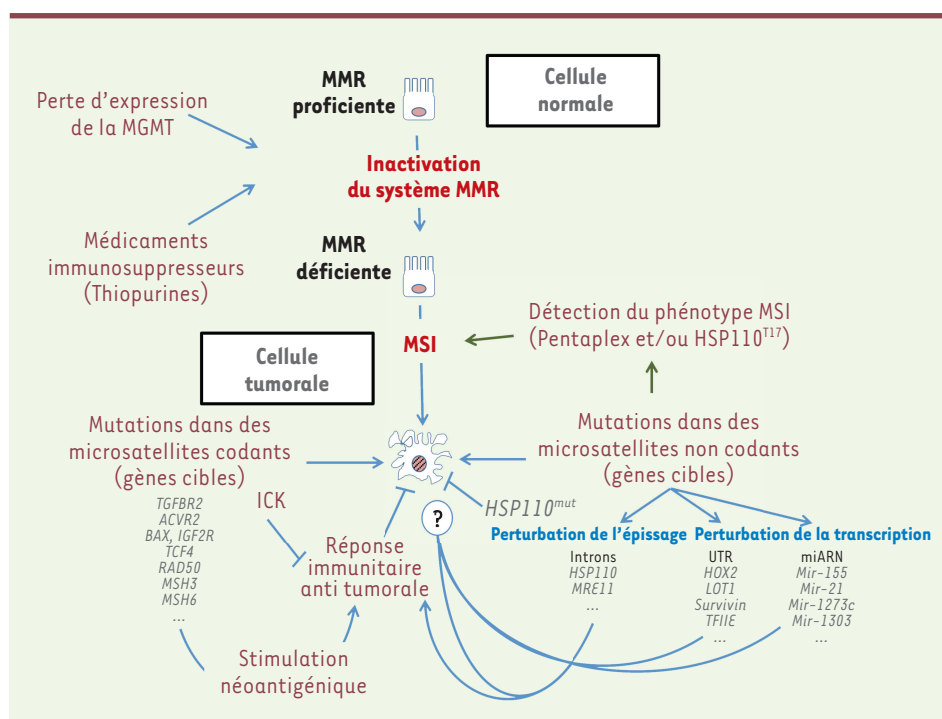 MMR
proficiente
Cellule
normale
Perte d'expression
de la MGMT
Inactivation
du système MMR
Médicaments
immunosuppresseurs
(Thiopurines)
MMR
déficiente
MSI
Détection du phénotype MSI
(Pentaplex et/ou HSP110T17)
Cellule
tumorale
Mutations dans des
microsatellites codants
(gènes cibles)
TGFBR2
ACVR2
BAX, IGF2R
TCF4
RAD50
MSH3
MSH6
...
ICK
Réponse
immunitaire
anti tumorale
Stimulation
néoantigénique
?
HSP110mut
Mutations dans des
microsatellites non codants
(gènes cibles)
Perturbation de l'épissage
Introns
HSP110
MRE11
...
Perturbation de la transcription
UTR
HOX2
LOT1
Survivin
TFIIE
...
miARN
Mir-155
Mir-21
Mir-1273c
Mir-1303
...